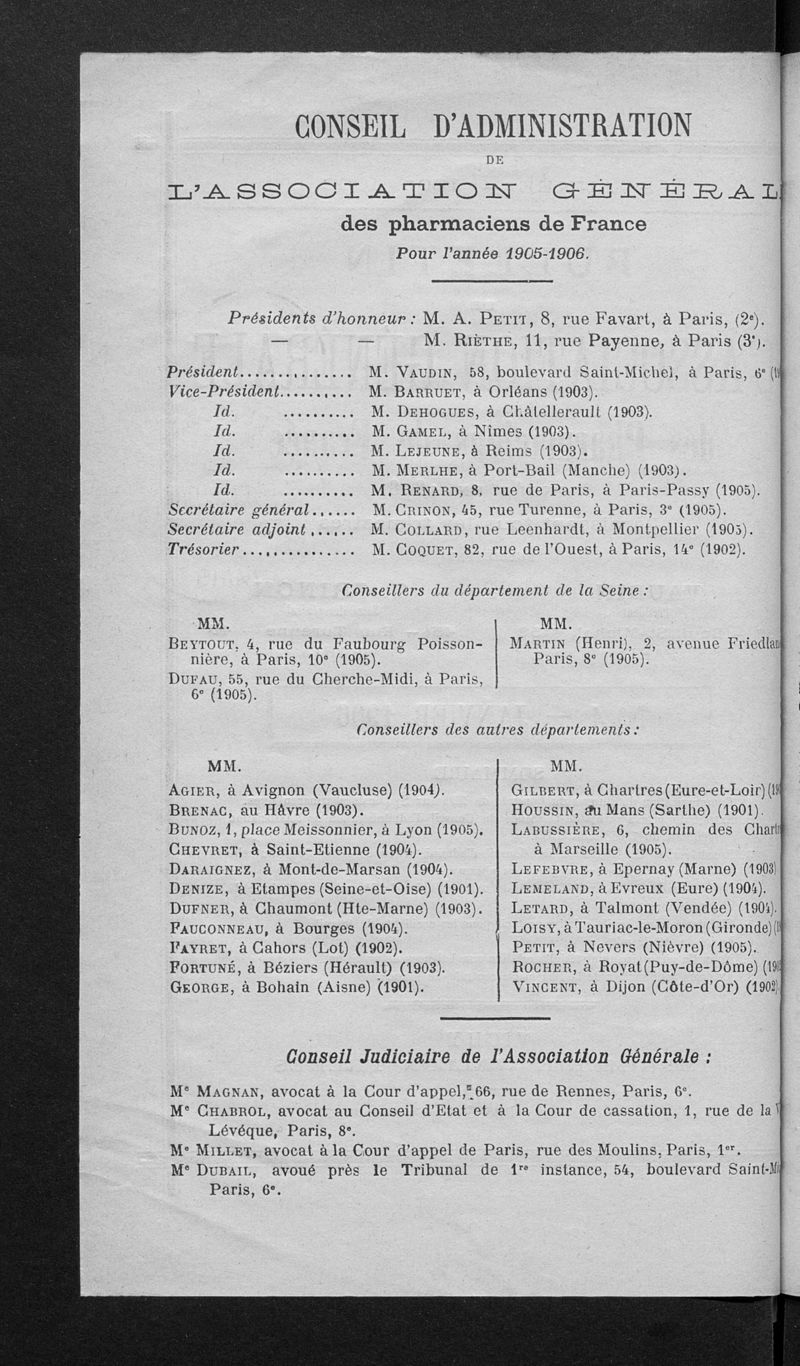 CONSEIL D'ADMINISTRATION
DE
L'ASSOCIATION GÉNÉRAL
des pharmaciens de France
Pour l'année 1905-1906.
Présidents d'honneur : M. A. PETIT, 8, rue Favart, à Paris, (2e).
— — M. RIÈTHE, 11, rue Payenne, à Paris (3e).
Président............... M. VAUDIN, 58, boulevard Saint-Michel, à Paris, 6e
Vice-Président.......... M. BARRUET, à Orléans (1903).
Id. .......... M. DEHOGUES, à Châtellerault (1903).
Id. .......... M. GAMEL, à Nîmes (1903).
Id. .......... M. LEJEUNE, à Reims (1903).
Id. .......... M. MERLHE, à Port-Bail (Manche) (1903).
Id. .......... M. RENARD, 8, rue de Paris, à Paris-Passy (1905).
Secrétaire général...... M. CRINON, 45, rue Turenne, à Paris, 3e (1905).
Secrétaire adjoint...... M. COLLARD, rue Leenhardt, à Montpellier (1905).
Trésorier............... M. COQUET, 82, rue de l'Ouest, à Paris, 14e (1902).
Conseillers du département de la Seine :
MM.
BEYTOUT, 4, rue du Faubourg Poisson-
nière, à Paris, 10e (1905).
DUFAU, 55, rue du Cherche-Midi, à Paris,
6e (1905).
MM.
MARTIN (Henri), 2, avenue Friedlan
Paris, 8e (1905).
Conseillers des autres départements :
MM.
AGIER, à Avignon (Vaucluse) (1904).
BRENAC, au Hâvre (1903).
BUNOZ, 1, place Meissonnier, à Lyon (1905).
CHEVRET, à Saint-Etienne (1904).
DARAIGNEZ, à Mont-de-Marsan (1904).
DENIZE, à Etampes (Seine-et-Oise) (1901).
DUFNER, à Chaumont (Hte-Marne) (1903).
FAUCONNEAU, à Bourges (1904).
FAYRET, à Cahors (Lot) (1902).
FORTUNÉ, à Béziers (Hérault) (1903).
GEORGE, à Bohain (Aisne) (1901).
MM.
GILBERT, à Chartres (Eure-et-Loir)
HOUSSIN, au Mans (Sarthe) (1901).
LABUSSIÈRE, 6, chemin des Chart
à Marseille (1905).
LEFEBVRE, à Epernay (Marne) (1903)
LEMELAND, à Evreux (Eure) (1904).
LETARD, à Talmont (Vendée) (1904).
LOISY, à Tauriac-le-Moron (Gironde)
PETIT, à Nevers (Nièvre) (1905).
ROCHER, à Royat (Puy-de-Dôme)
VINCENT, à Dijon (Côte-d'Or) (1902).
Conseil Judiciaire de l'Association Générale :
Me MAGNAN, avocat à la Cour d'appel, 66, rue de Rennes, Paris, 6e.
Me CHABROL, avocat au Conseil d'Etat et à la Cour de cassation, 1, rue de la
Lévêque, Paris, 8e.
Me MILLET, avocat à la Cour d'appel de Paris, rue des Moulins, Paris, 1er.
Me DUBAIL, avoué près le Tribunal de 1re instance, 54, boulevard Saint-Mi
Paris, 6e.